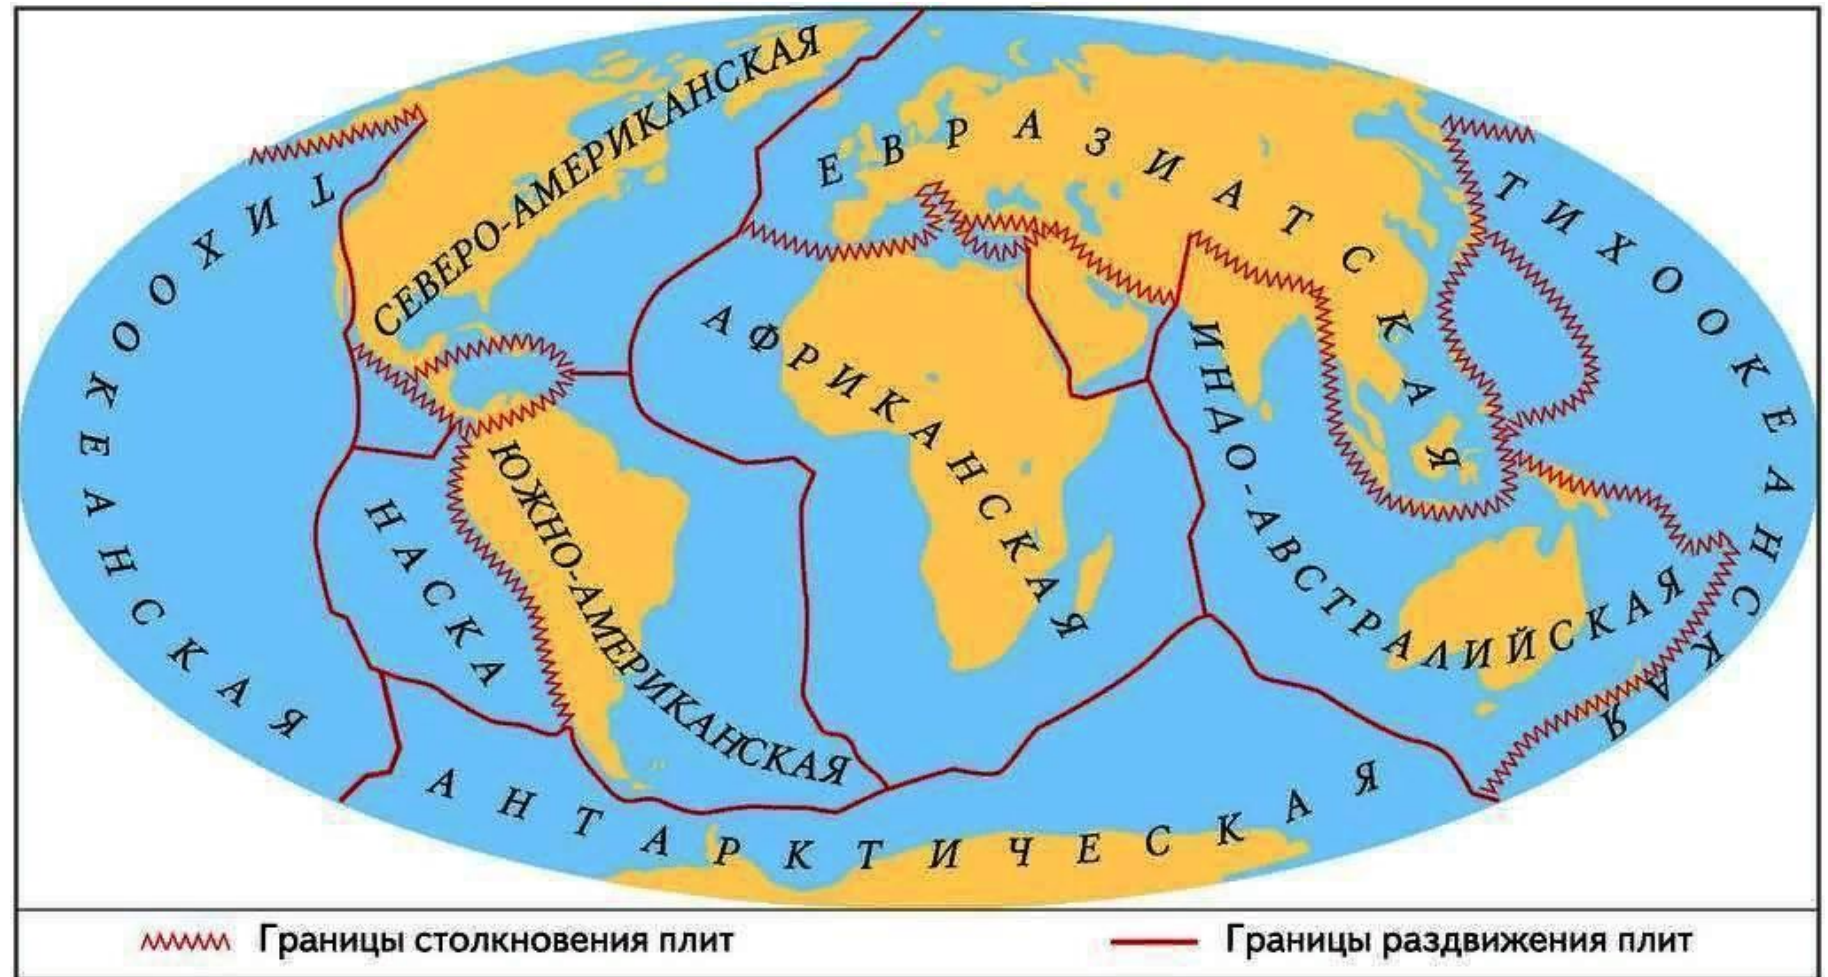 СЕВЕРО-АМЕРИКАНСКАЯ
ЕВРАЗИАТСКАЯ
ТИХООКЕАНСКАЯ
ТИХООКЕАНСКАЯ
АФРИКАНСКАЯ
ИНДО-АВСТРАЛИЙСКАЯ
НАСКА
ЮЖНО-АМЕРИКАНСКАЯ
АНТАРКТИЧЕСКАЯ
Границы столкновения плит
Границы раздвижения плит